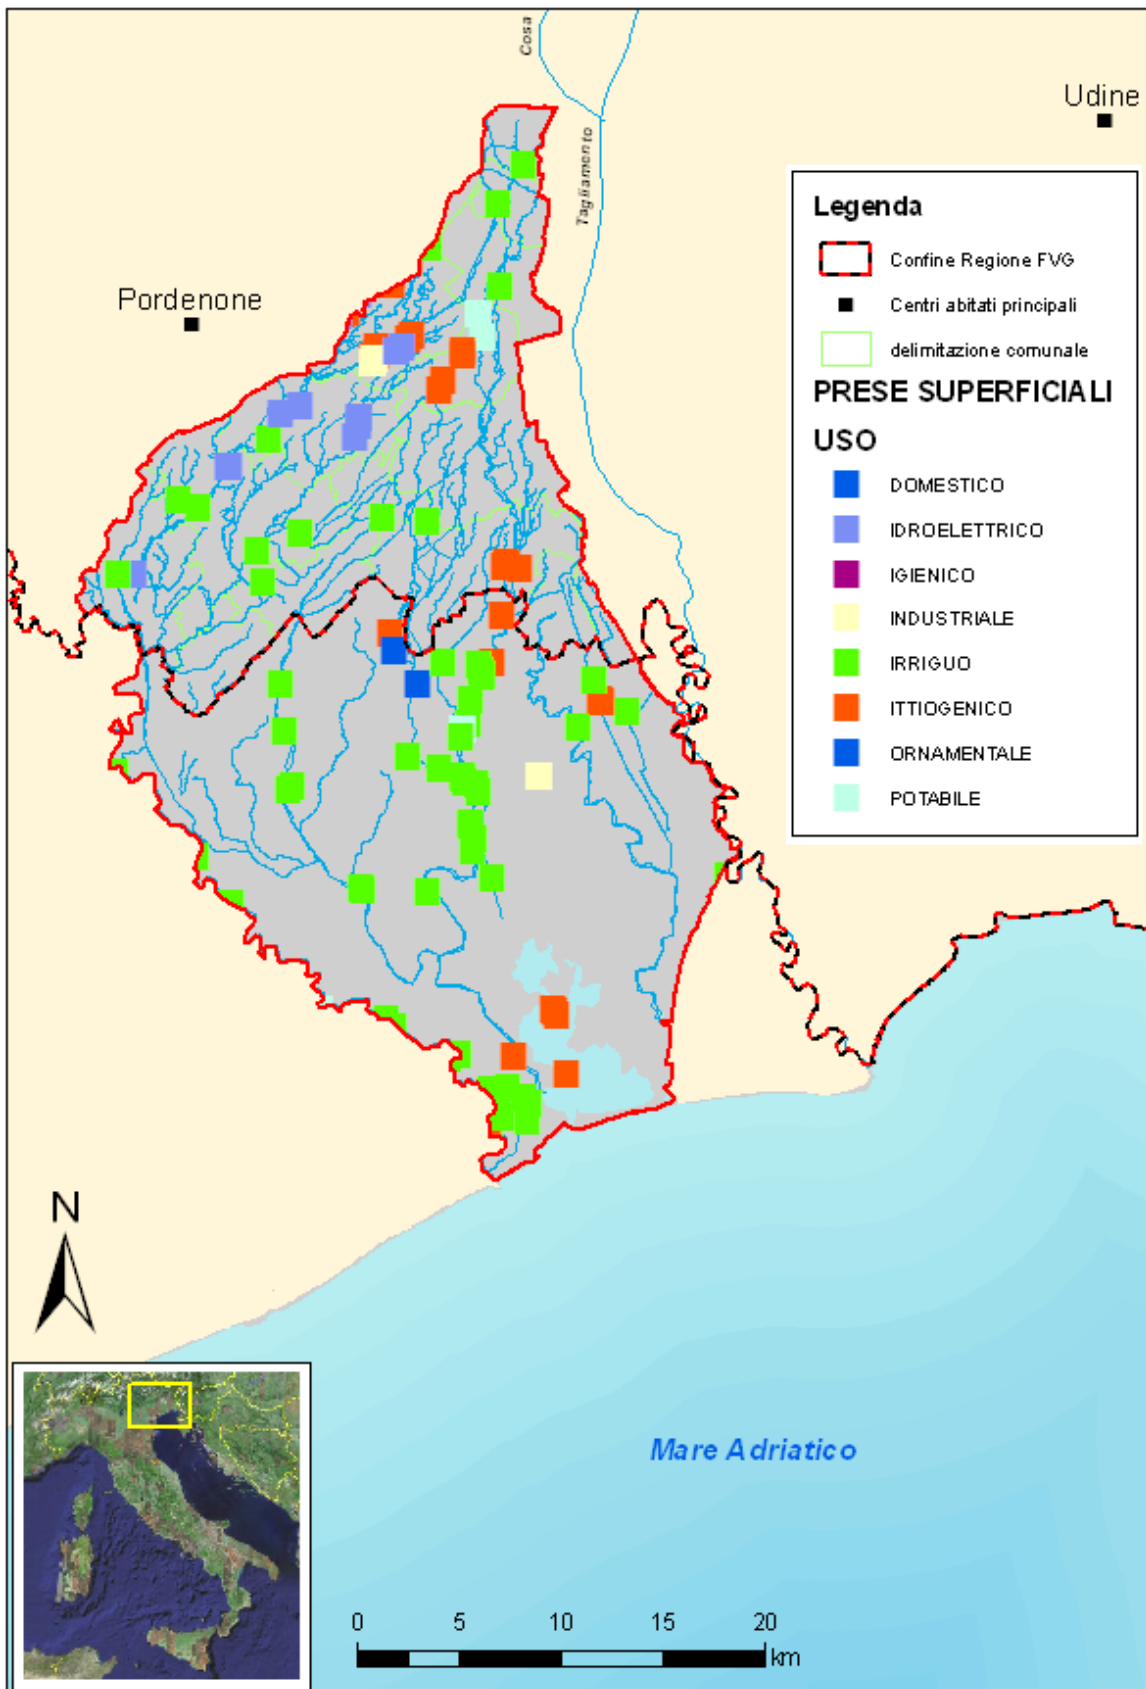 Cosa
Udine
Tagliamento
Pordenone
Legenda
Confine Regione FVG
Centri abitati principali
delimitazione comunale
PRESE SUPERFICIALI
USO
DOMESTICO
IDROELETTRICO
IGIENICO
INDUSTRIALE
IRRIGUO
ITTIOGENICO
ORNAMENTALE
POTABILE
N
Mare Adriatico
0 5 10 15 20
km